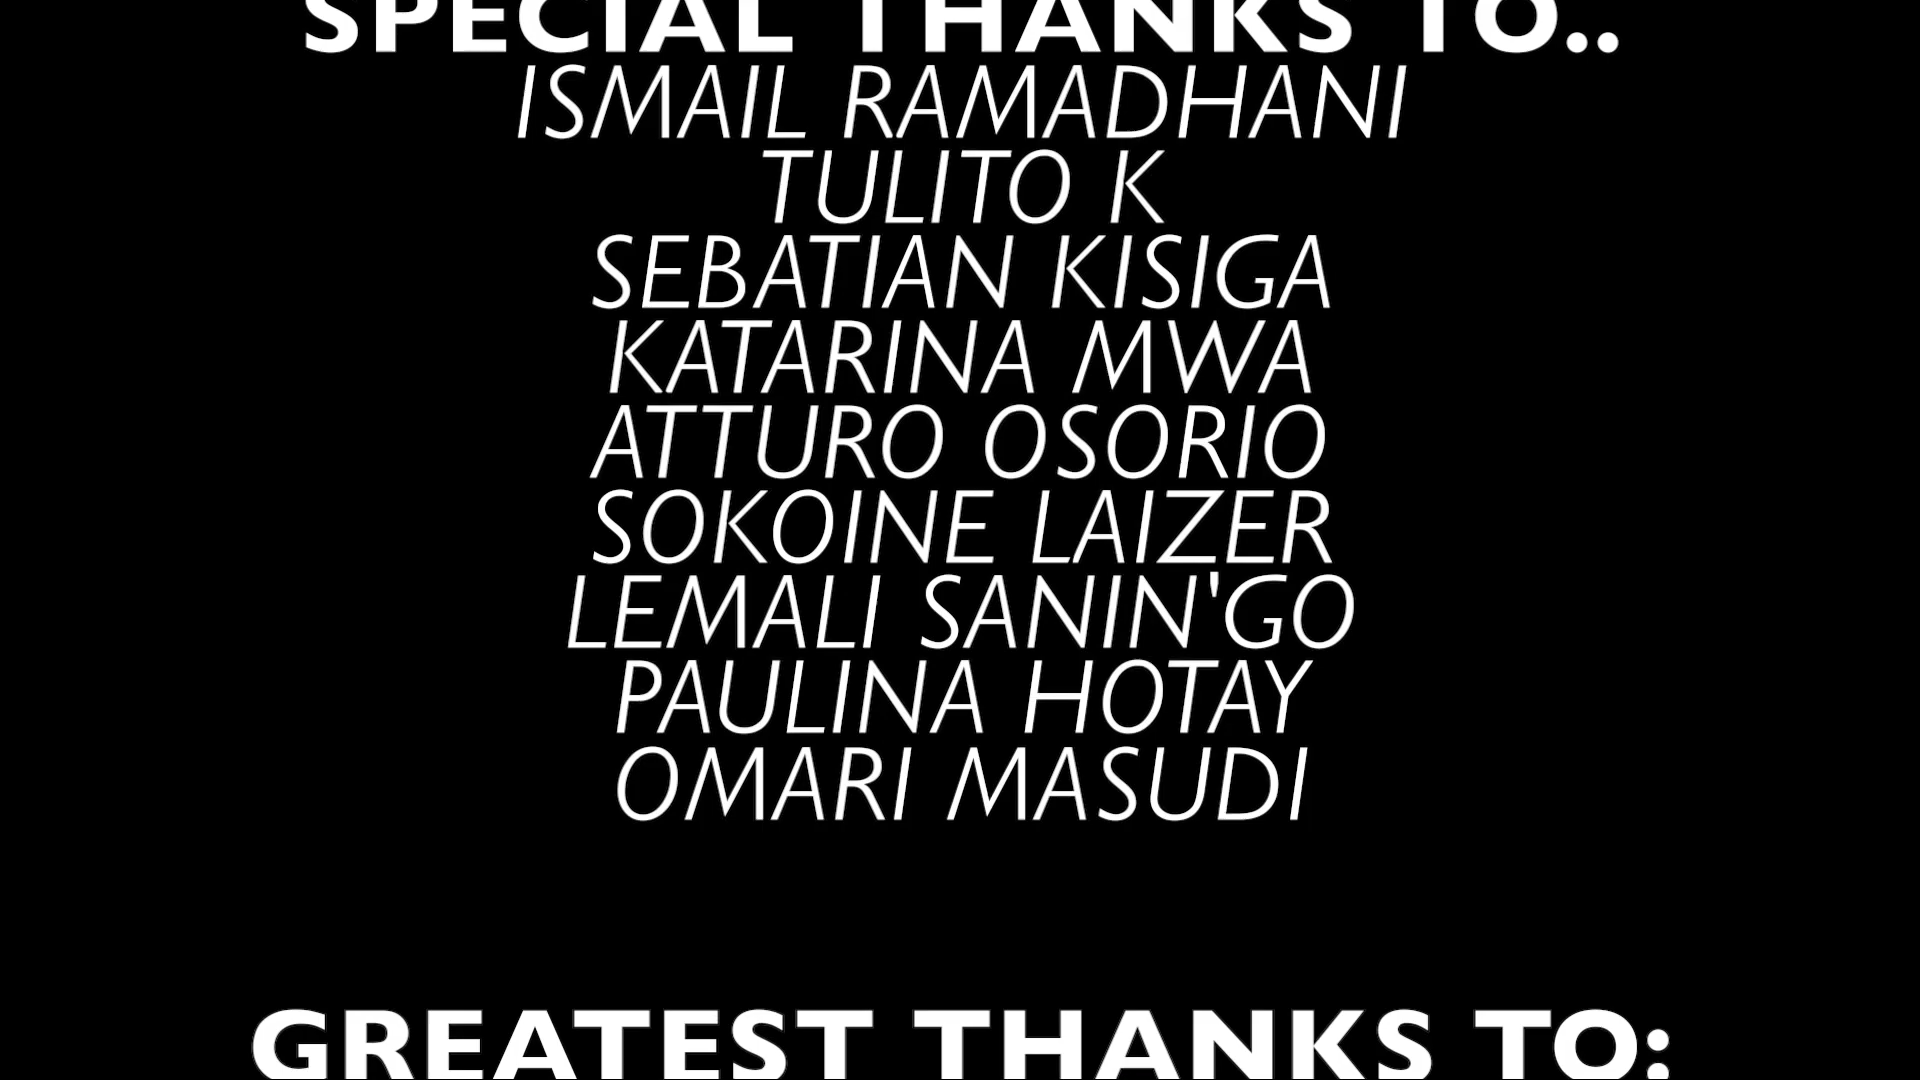 SPECIAL THANKS TO..
ISMAIL RAMADHANI
TULITO K
SEBATIAN KISIGA
KATARINA MWA
ATTURO OSORIO
SOKOINE LAIZER
LEMALI SANIN'GO
PAULINA HOTAY
OMARI MASUDI
GREATEST THANKS TO: